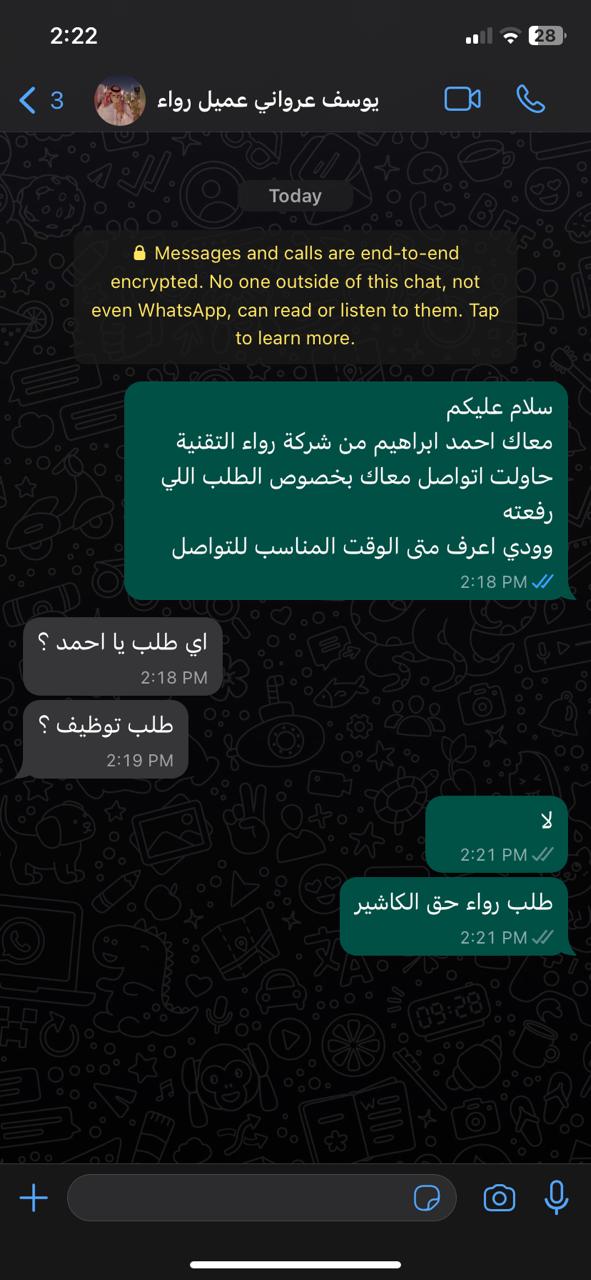 2:22
28
3
يوسف عرواني عميل رواء
Today
Messages and calls are end-to-end
encrypted. No one outside of this chat, not
even WhatsApp, can read or listen to them. Tap
to learn more.
سلام عليكم
معاك احمد ابراهيم من شركة رواء التقنية
حاولت اتواصل معاك بخصوص الطلب اللي
رفعته
وودي اعرف متى الوقت المناسب للتواصل
2:18 PM
اي طلب يا احمد ؟
2:18 PM
طلب توظيف ؟
2:19 PM
لا
2:21 PM
طلب رواء حق الكاشير
2:21 PM
09:28